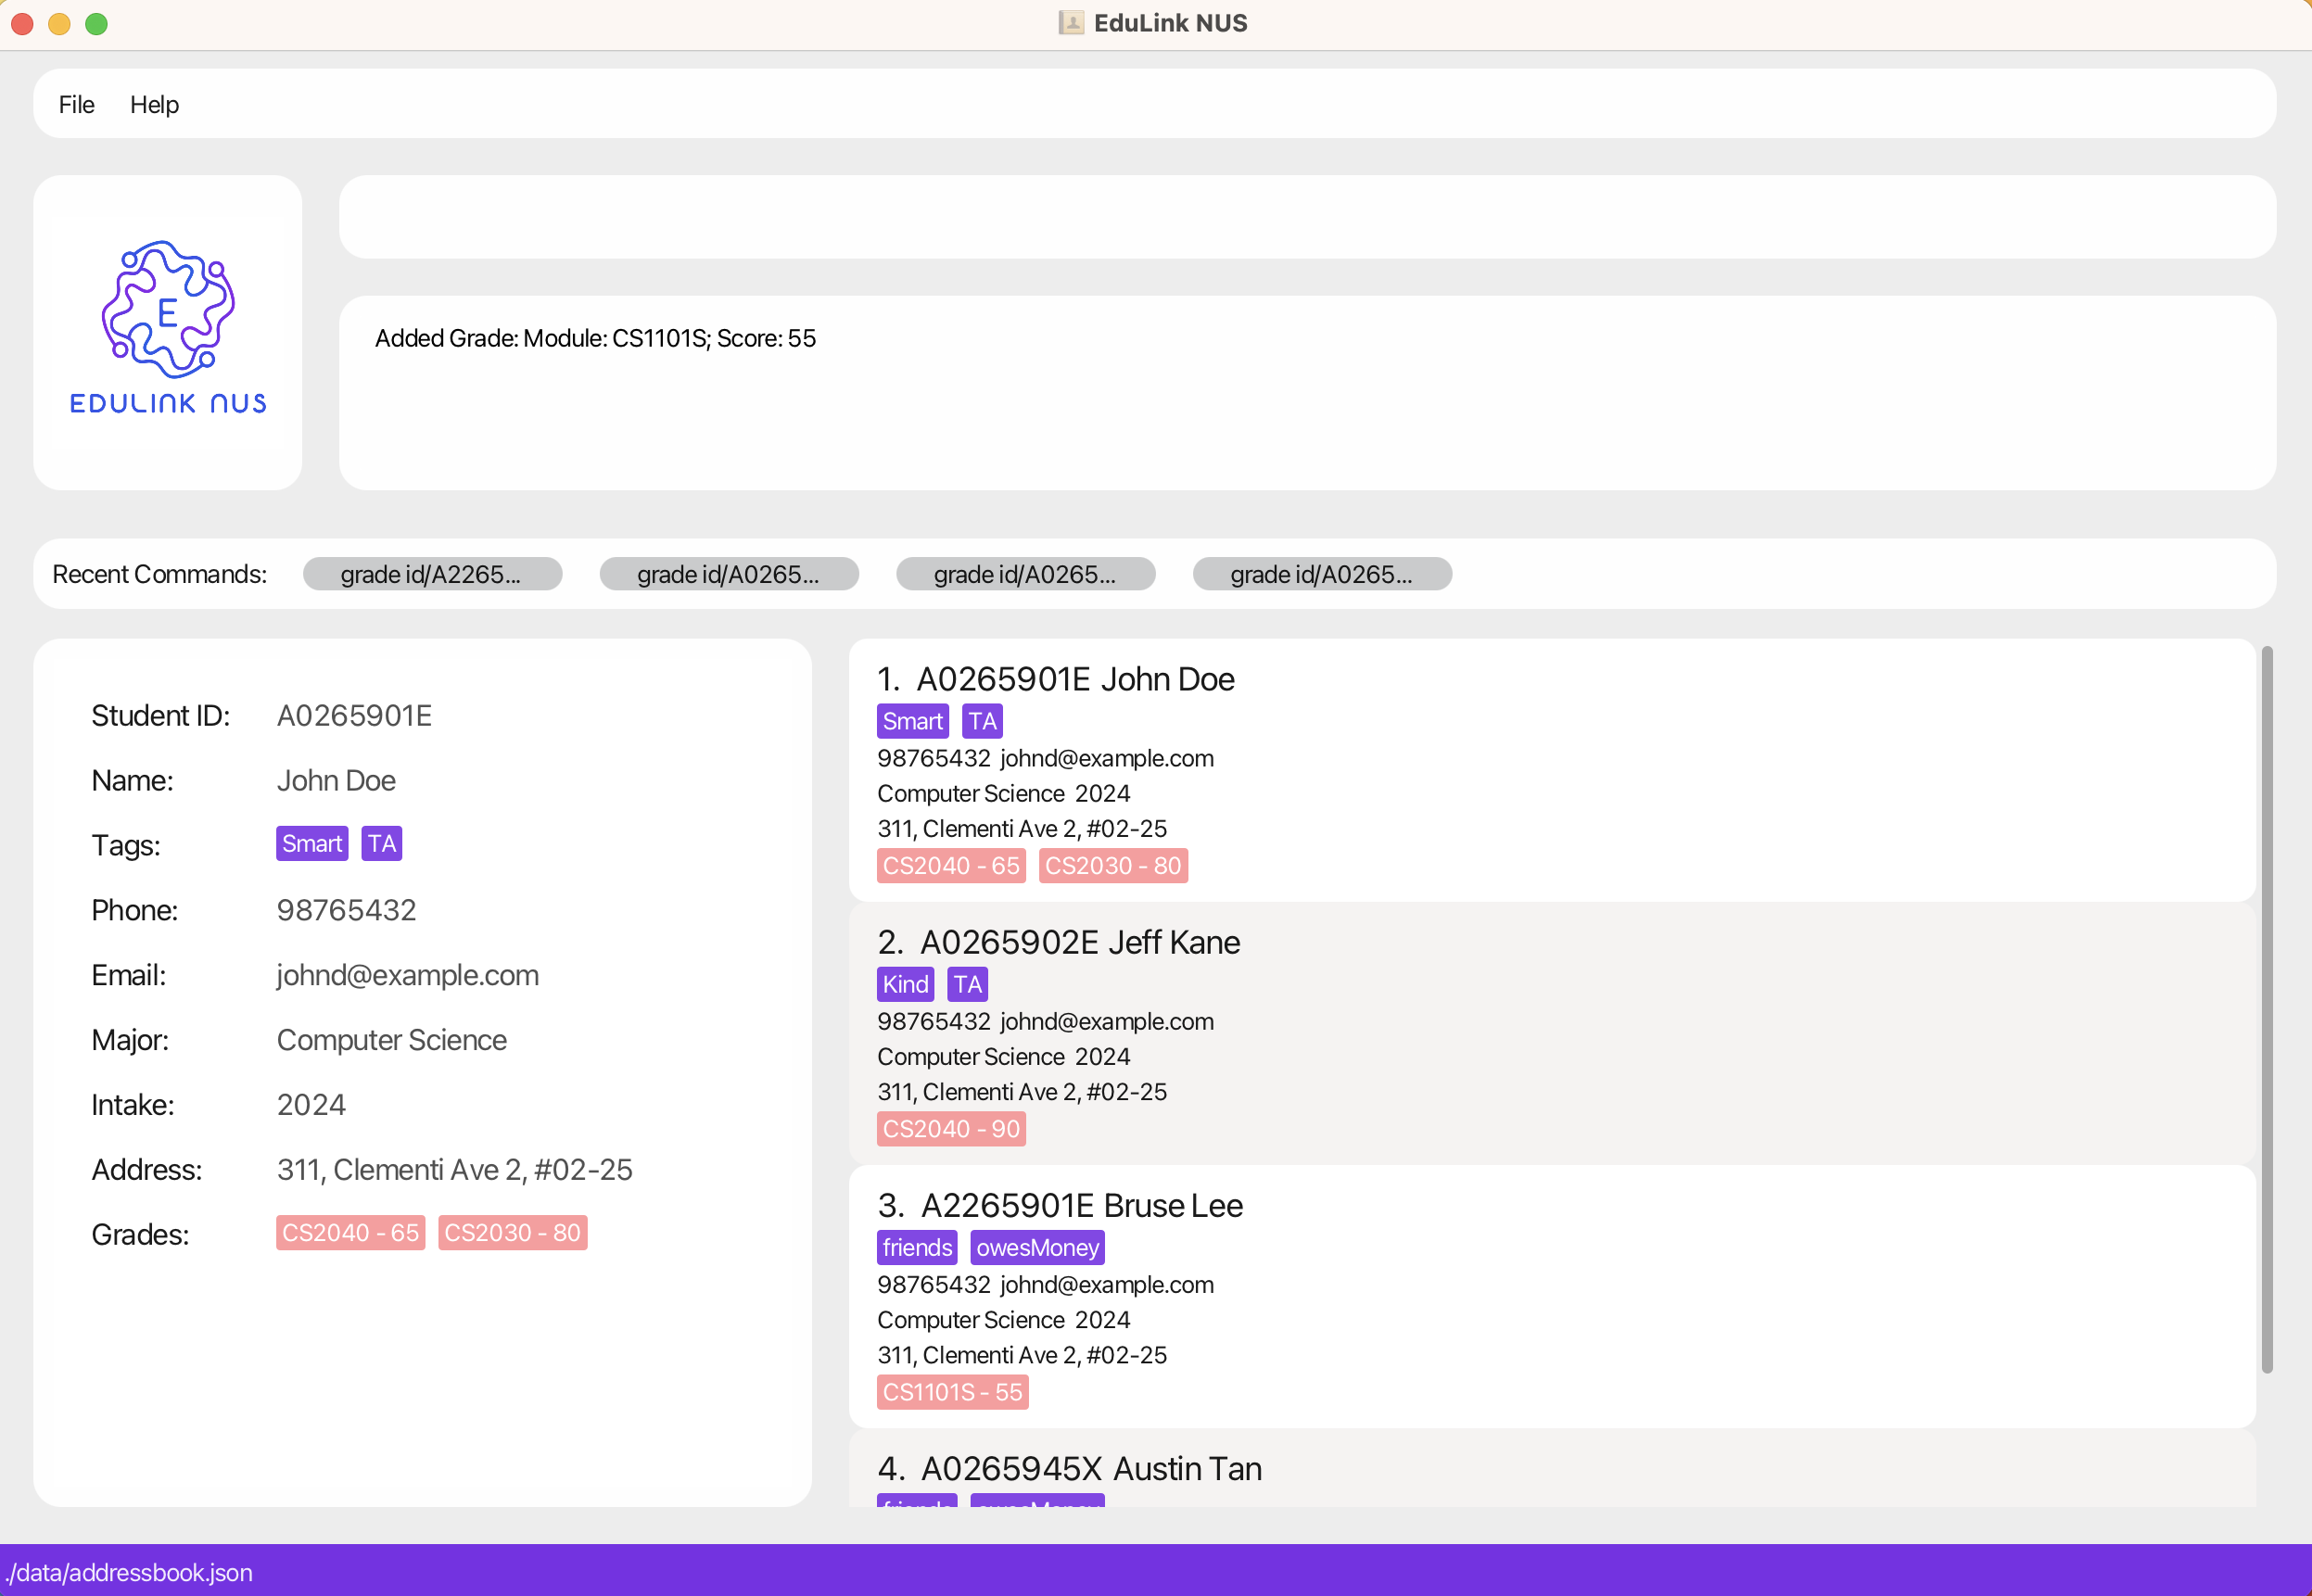 EduLink NUS
File Help
E
EDULINK NUS
Added Grade: Module: CS1101S; Score: 55
Recent Commands: grade id/A2265... grade id/A0265... grade id/A0265... grade id/A0265...
Student ID: A0265901E
Name: John Doe
Tags: Smart TA
Phone: 98765432
Email: johnd@example.com
Major: Computer Science
Intake: 2024
Address: 311, Clementi Ave 2, #02-25
Grades: CS2040 - 65 CS2030 - 80
1. A0265901E John Doe
Smart TA
98765432 johnd@example.com
Computer Science 2024
311, Clementi Ave 2, #02-25
CS2040 - 65 CS2030 - 80
2. A0265902E Jeff Kane
Kind TA
98765432 johnd@example.com
Computer Science 2024
311, Clementi Ave 2, #02-25
CS2040 - 90
3. A2265901E Bruse Lee
friends owesMoney
98765432 johnd@example.com
Computer Science 2024
311, Clementi Ave 2, #02-25
CS1101S - 55
4. A0265945X Austin Tan
friends owesMoney
./data/addressbook.json